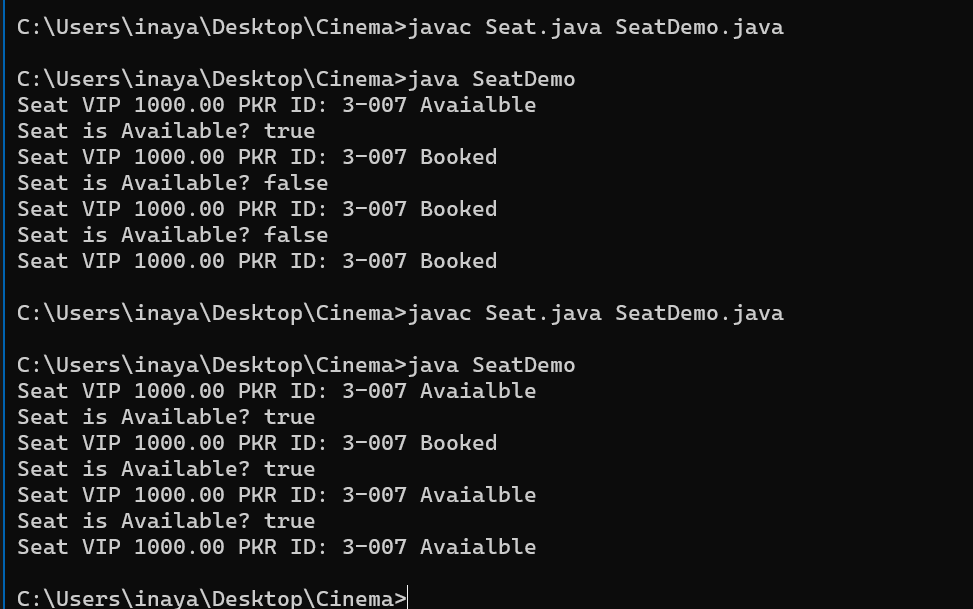 C:\Users\inaya\Desktop\Cinema>javac Seat.java SeatDemo.java
C:\Users\inaya\Desktop\Cinema>java SeatDemo
Seat VIP 1000.00 PKR ID: 3-007 Avaialble
Seat is Available? true
Seat VIP 1000.00 PKR ID: 3-007 Booked
Seat is Available? false
Seat VIP 1000.00 PKR ID: 3-007 Booked
Seat is Available? false
Seat VIP 1000.00 PKR ID: 3-007 Booked
C:\Users\inaya\Desktop\Cinema>javac Seat.java SeatDemo.java
C:\Users\inaya\Desktop\Cinema>java SeatDemo
Seat VIP 1000.00 PKR ID: 3-007 Avaialble
Seat is Available? true
Seat VIP 1000.00 PKR ID: 3-007 Booked
Seat is Available? true
Seat VIP 1000.00 PKR ID: 3-007 Avaialble
Seat is Available? true
Seat VIP 1000.00 PKR ID: 3-007 Avaialble
C:\Users\inaya\Desktop\Cinema>